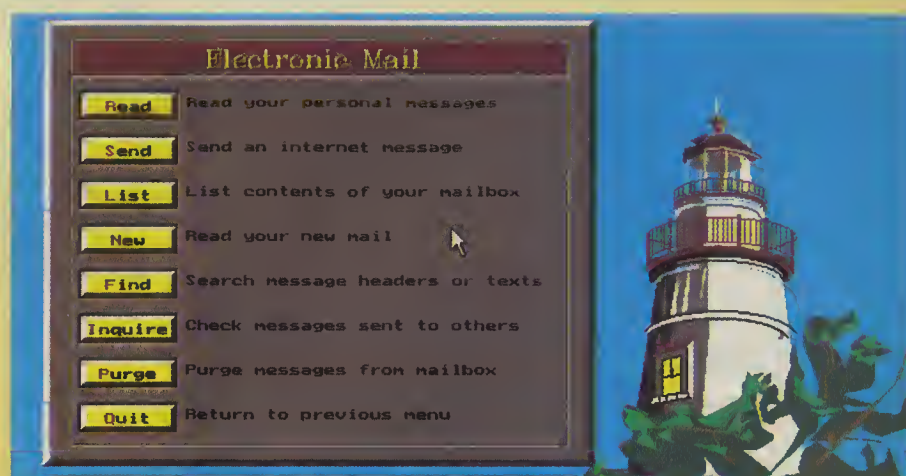 Electronic Mail
Read Read your personal messages
Send Send an internet message
List List contents of your mailbox
New Read your new mail
Find Search message headers or texts
Inquire Check messages sent to others
Purge Purge messages from mailbox
Quit Return to previous menu